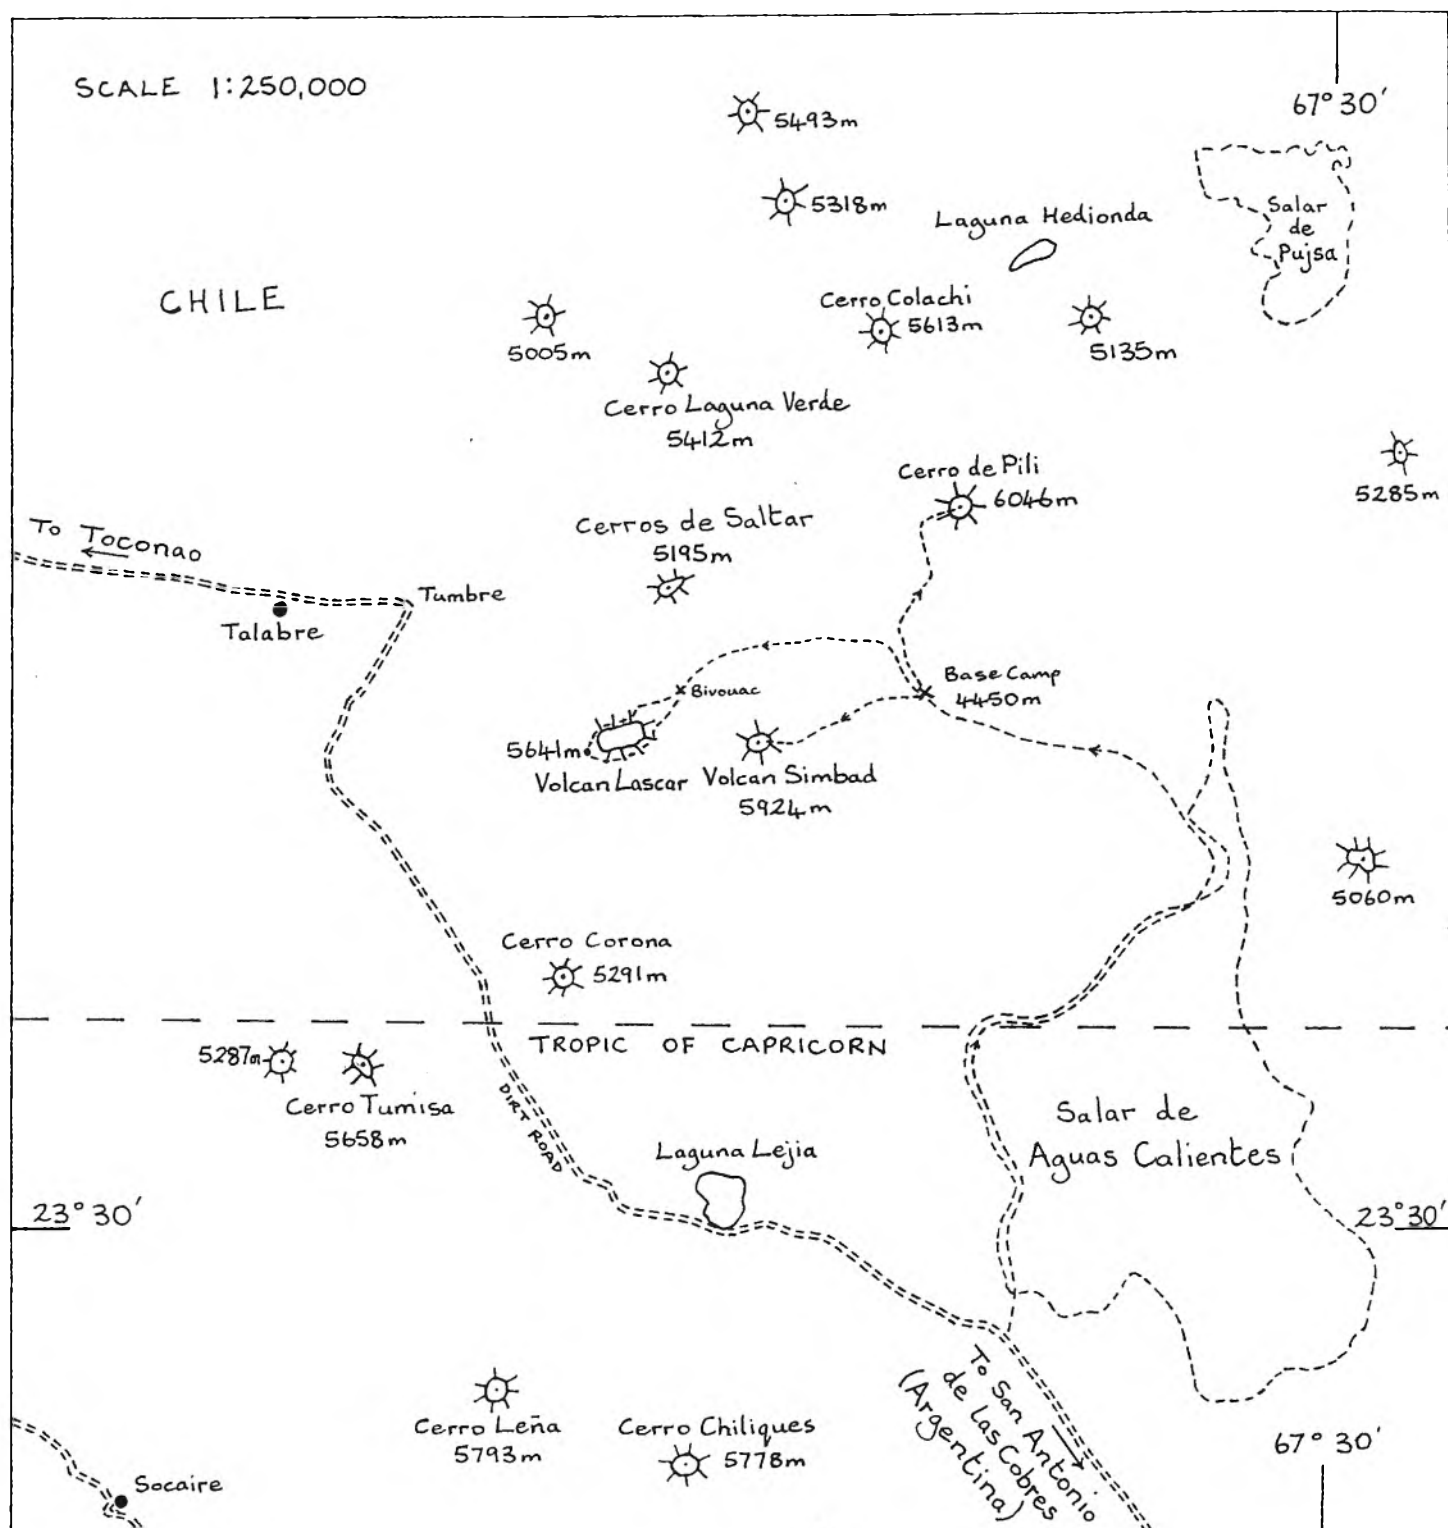 SCALE 1:250,000
67° 30'
5493m
5318m
Laguna Hedionda
Salar
de
Pujsa
CHILE
Cerro Colachi
5613m
5005m
5135m
Cerro Laguna Verde
5412m
Cerro de Pili
6046m
5285m
To Toconao
Cerros de Saltar
5195m
Tumbre
Talabre
Base Camp
4450m
Bivouac
5641m
Volcan Lascar
Volcan Simbad
5924m
5060m
Cerro Corona
5291m
TROPIC OF CAPRICORN
5287m
Cerro Tumisa
5658m
DIRT ROAD
Salar de
Aguas Calientes
Laguna Lejia
23° 30'
23° 30'
To San Antonio
de las Cobres
(Argentina)
Cerro Leña
5793m
Cerro Chiliques
5778m
67° 30'
Socaire